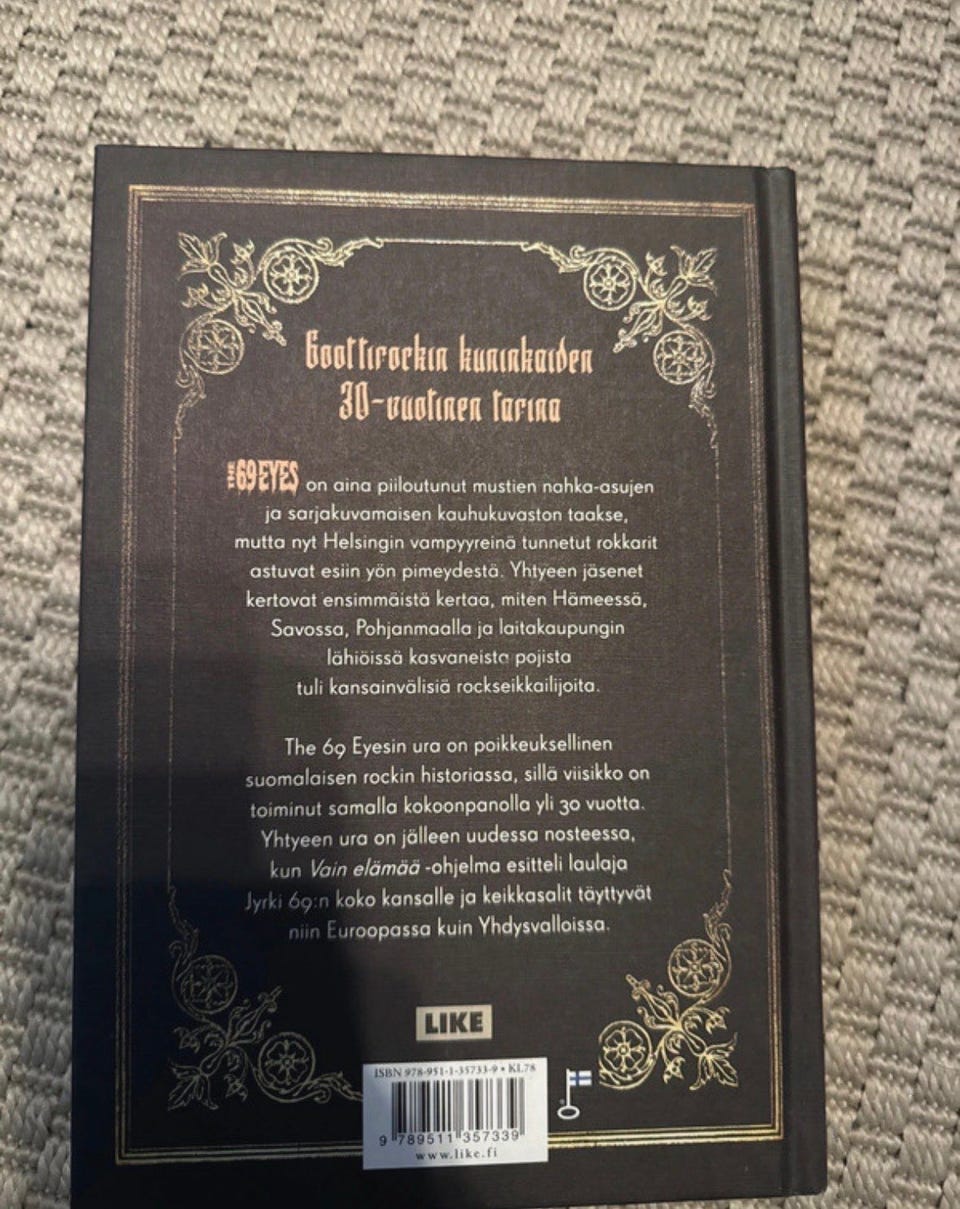 Goottirockin kuninkaiden
30-vuotinen tarina
THE 69 EYES on aina piiloutunut mustien nahka-asujen
ja sarjakuvamaisen kauhukuvaston taakse,
mutta nyt Helsingin vampyyreinä tunnetut rokkarit
astuvat esiin yön pimeydestä. Yhtyeen jäsenet
kertovat ensimmäistä kertaa, miten Hämeessä,
Savossa, Pohjanmaalla ja laitakaupungin
lähiöissä kasvaneista pojista
tuli kansainvälisiä rockseikkailijoita.
The 69 Eyesin ura on poikkeuksellinen
suomalaisen rockin historiassa, sillä viisikko on
toiminut samalla kokoonpanolla yli 30 vuotta.
Yhtyeen ura on jälleen uudessa nosteessa,
kun Vain elämää -ohjelma esitteli laulaja
Jyrki 69:n koko kansalle ja keikkasalit täyttyvät
niin Euroopassa kuin Yhdysvalloissa.
LIKE
ISBN 978-951-1-35733-9 • KL78
9 789511 357339
www.like.fi